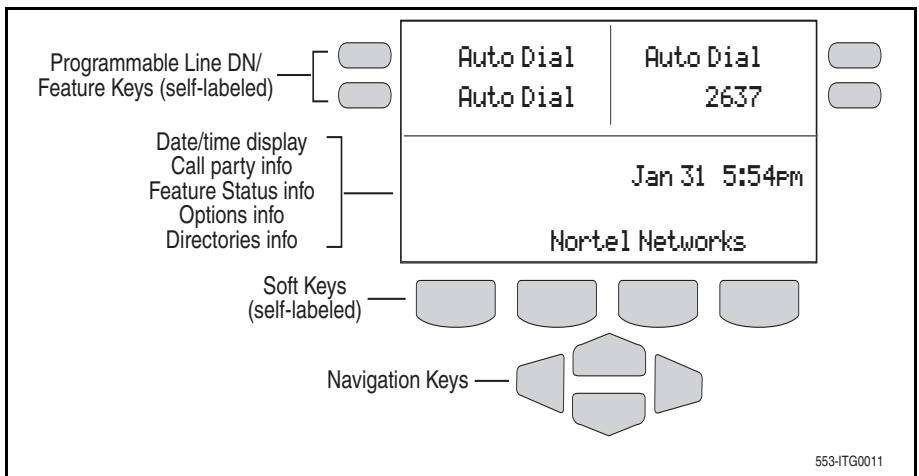 Programmable Line DN/
Feature Keys (self-labeled)
Auto Dial
Auto Dial
Auto Dial
2637
Date/time display
Call party info
Feature Status info
Options info
Directories info
Jan 31 5:54pm
Nortel Networks
Soft Keys
(self-labeled)
Navigation Keys
553-ITG0011